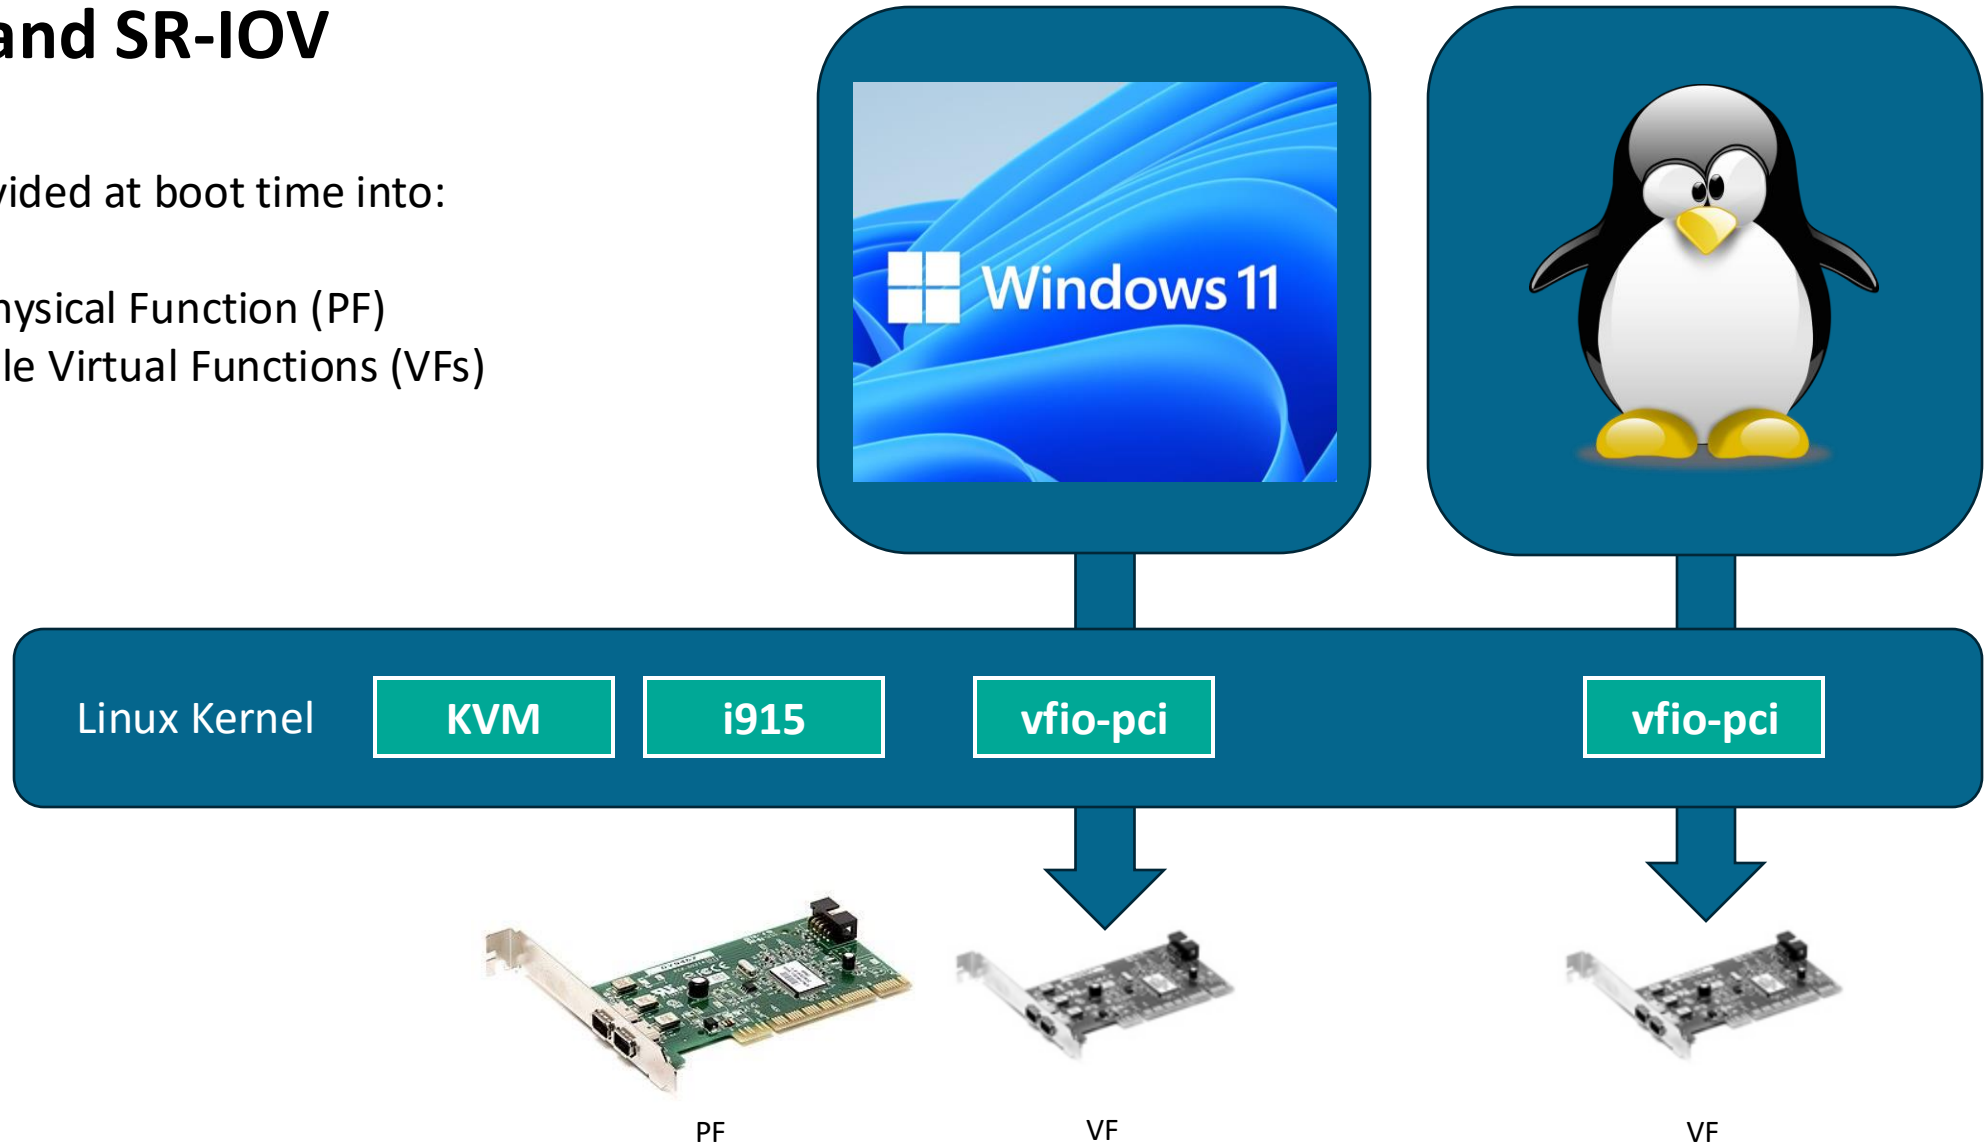 and SR-IOV
vided at boot time into:
hysical Function (PF)
le Virtual Functions (VFs)
Windows 11
Linux Kernel
KVM
i915
vfio-pci
vfio-pci
PF
VF
VF